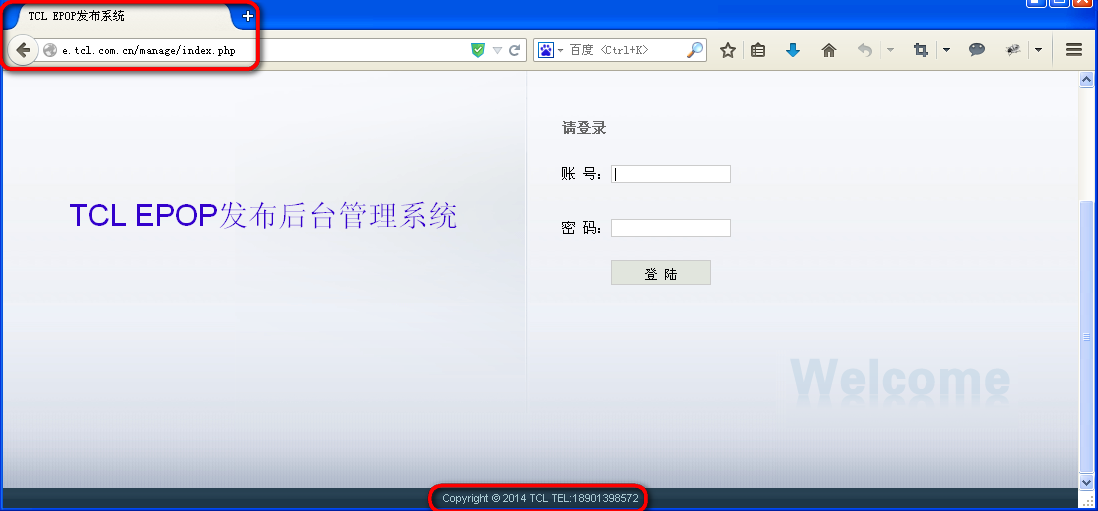 TCL EPOP发布系统
e.tcl.com.cn/manage/index.php
百度 <Ctrl+K>
请登录
账 号:
TCL EPOP发布后台管理系统
密 码:
登 陆
Welcome
Copyright © 2014 TCL TEL:18901398572